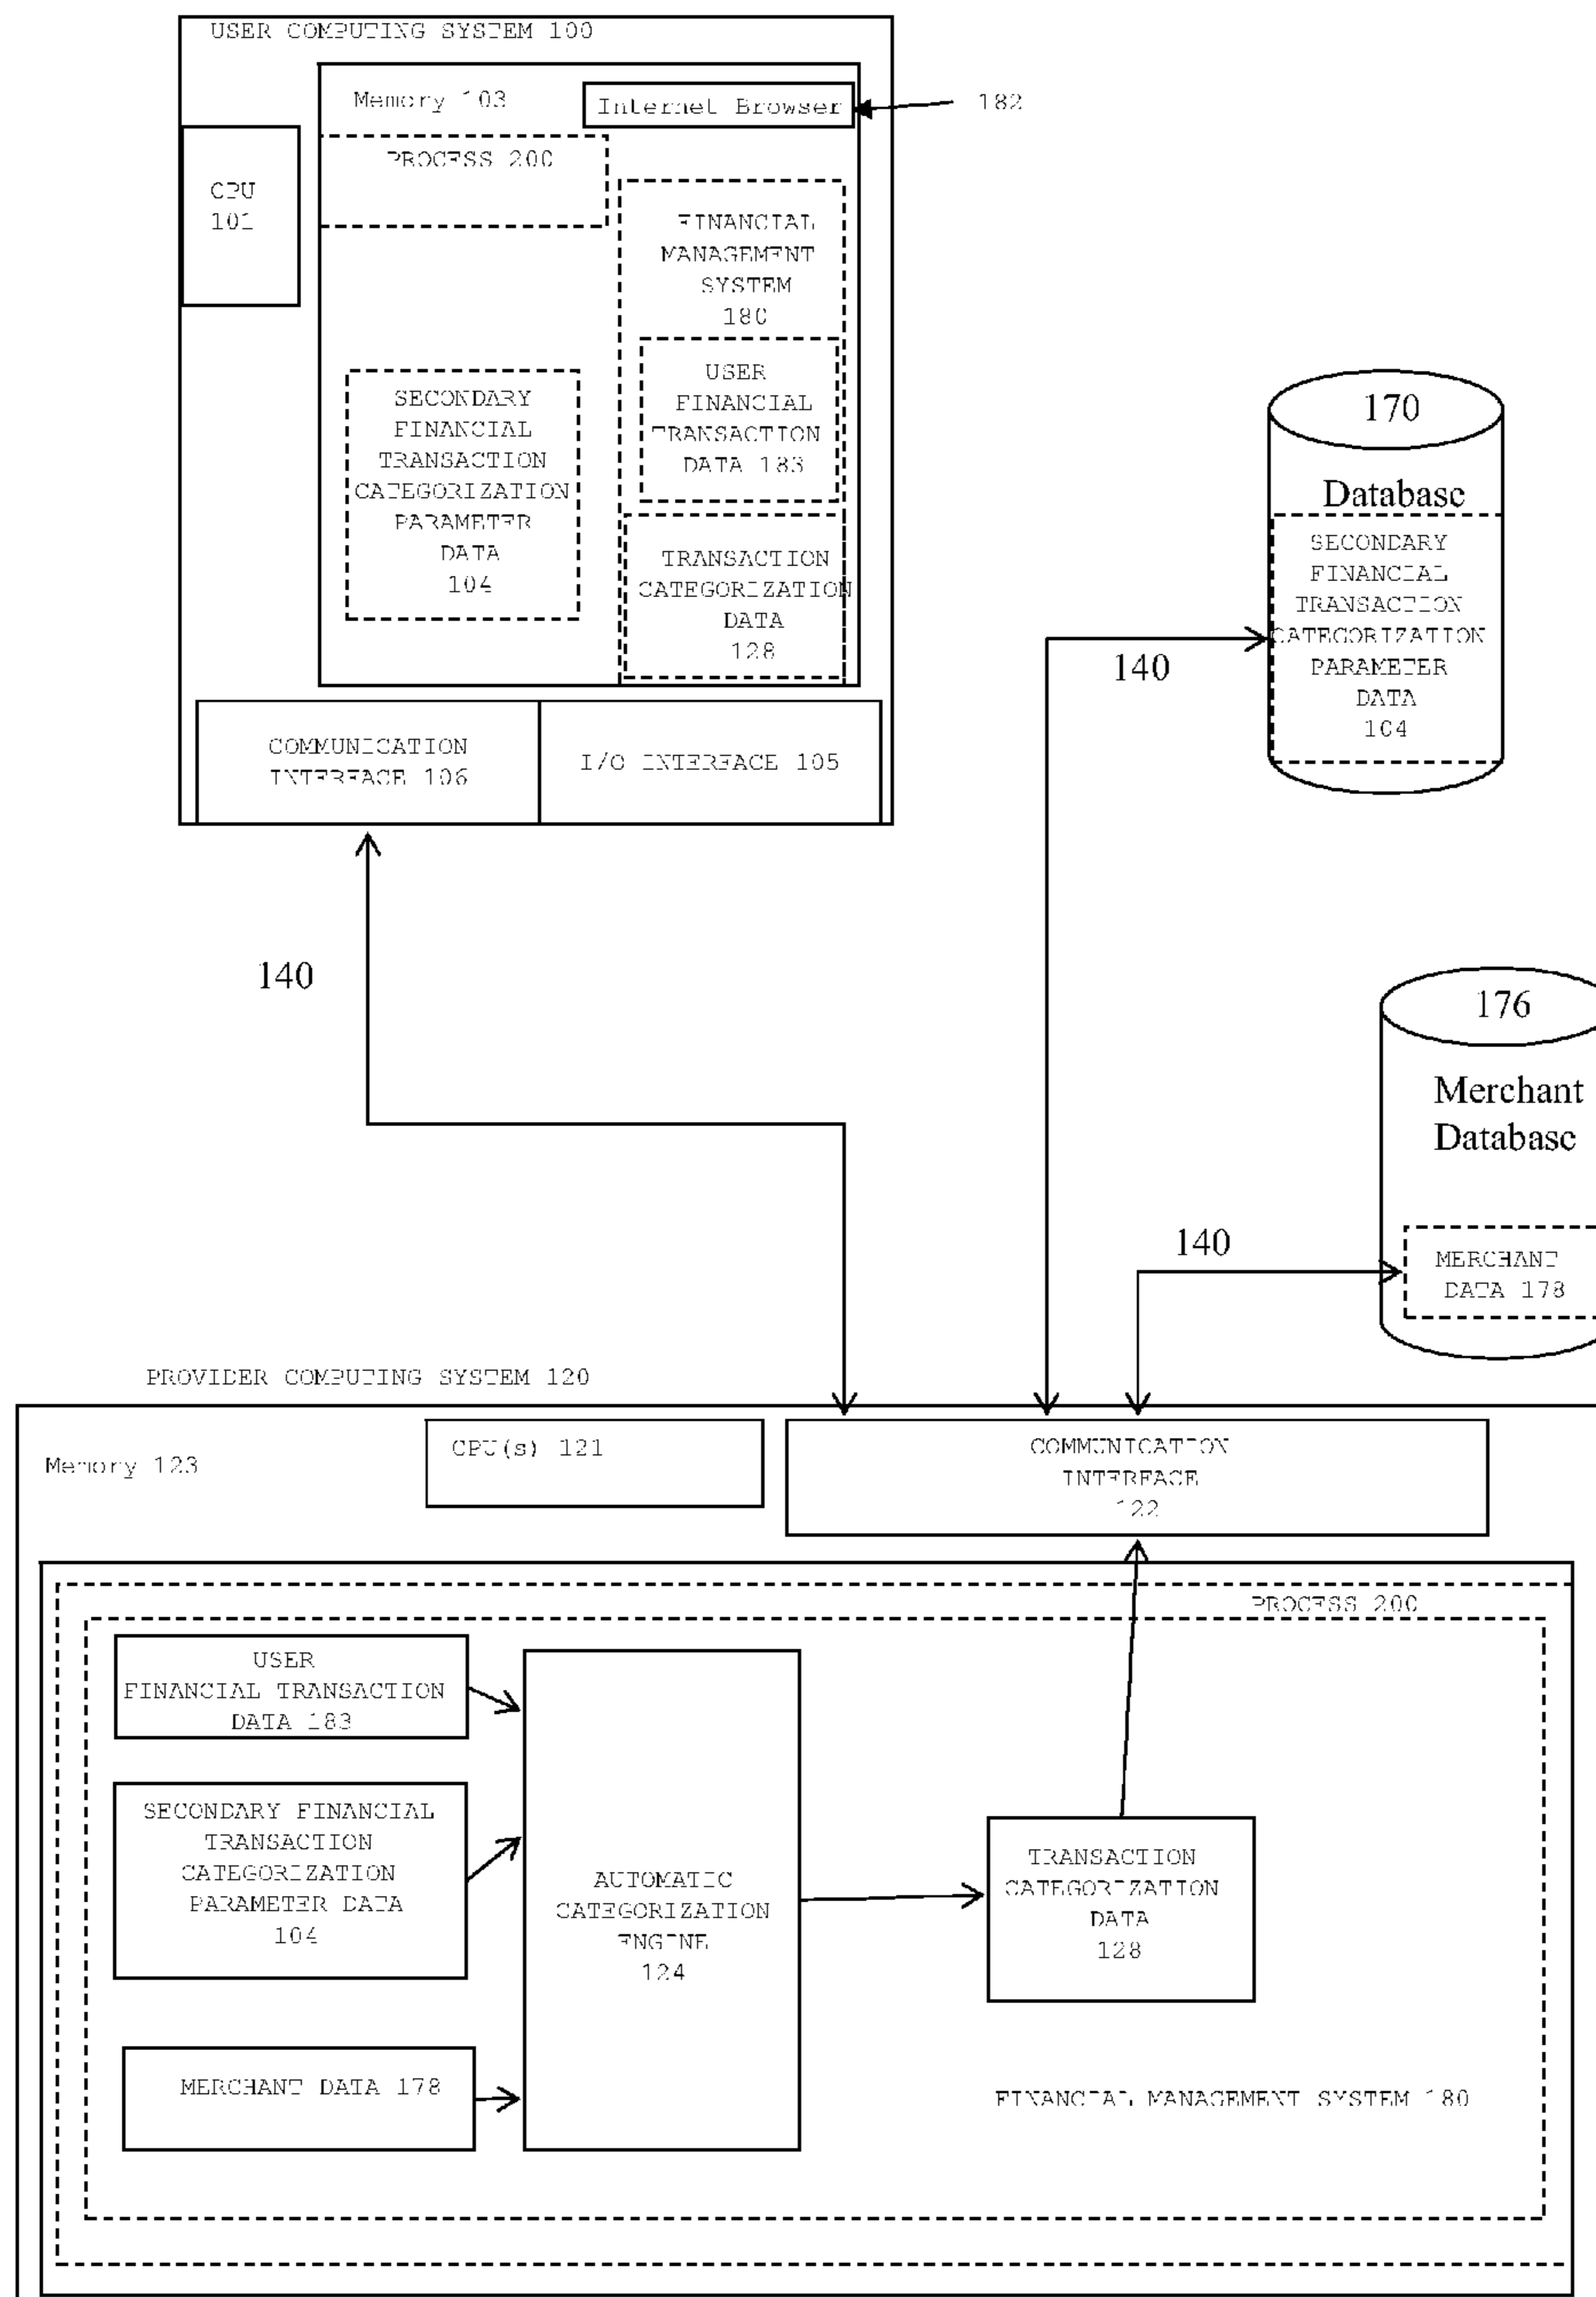 USER COMPUTING SYSTEM 100
Memory 103
Internet Browser
182
PROCESS 200
CPU
101
FINANCIAL
MANAGEMENT
SYSTEM
180
USER
FINANCIAL
TRANSACTION
DATA 183
SECONDARY
FINANCIAL
TRANSACTION
CATEGORIZATION
PARAMETER
DATA
104
TRANSACTION
CATEGORIZATION
DATA
128
COMMUNICATION
INTERFACE 106
I/O INTERFACE 105
170
Database
SECONDARY
FINANCIAL
TRANSACTION
CATEGORIZATION
PARAMETER
DATA
104
140
140
176
Merchant
Database
140
MERCHANT
DATA 178
PROVIDER COMPUTING SYSTEM 120
Memory 123
CPU(s) 121
COMMUNICATION
INTERFACE
122
PROCESS 200
USER
FINANCIAL TRANSACTION
DATA 183
SECONDARY FINANCIAL
TRANSACTION
CATEGORIZATION
PARAMETER DATA
104
MERCHANT DATA 178
AUTOMATIC
CATEGORIZATION
ENGINE
124
TRANSACTION
CATEGORIZATION
DATA
128
FINANCIAL MANAGEMENT SYSTEM 180